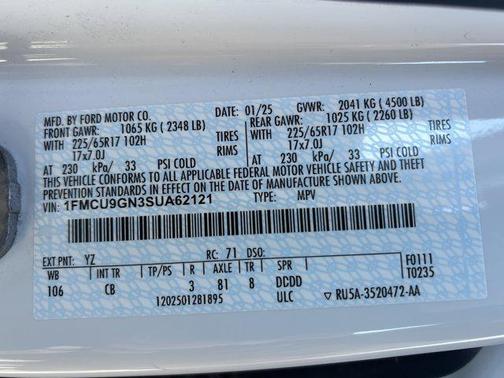 MFD. BY FORD MOTOR CO. 01/25 GVWR: 2041 KG ( 4500 LB)
FRONT GAWR: 1065 KG ( 2348 LB) REAR GAWR: 1025 KG ( 2260 LB)
WITH 225/65R17 102H WITH 225/65R17 102H
17x7.0J TIRES RIMS 17x7.0J TIRES RIMS
AT 230 kPa/ 33 PSI COLD AT 230 kPa/ 33 PSI COLD
THIS VEHICLE CONFORMS TO ALL APPLICABLE FEDERAL MOTOR VEHICLE SAFETY AND THEFT
PREVENTION STANDARDS IN EFFECT ON THE DATE OF MANUFACTURE SHOWN ABOVE.
VIN: 1FMCU9GN3SUA62121 TYPE: MPV
EXT PNT: YZ RC: 71 DSO:
WB INT TR TP/PS R AXLE TR SPR F0111
106 CB 3 81 8 DCDD T0235
1202501281895 ULC ▽ RU5A-3520472-AA